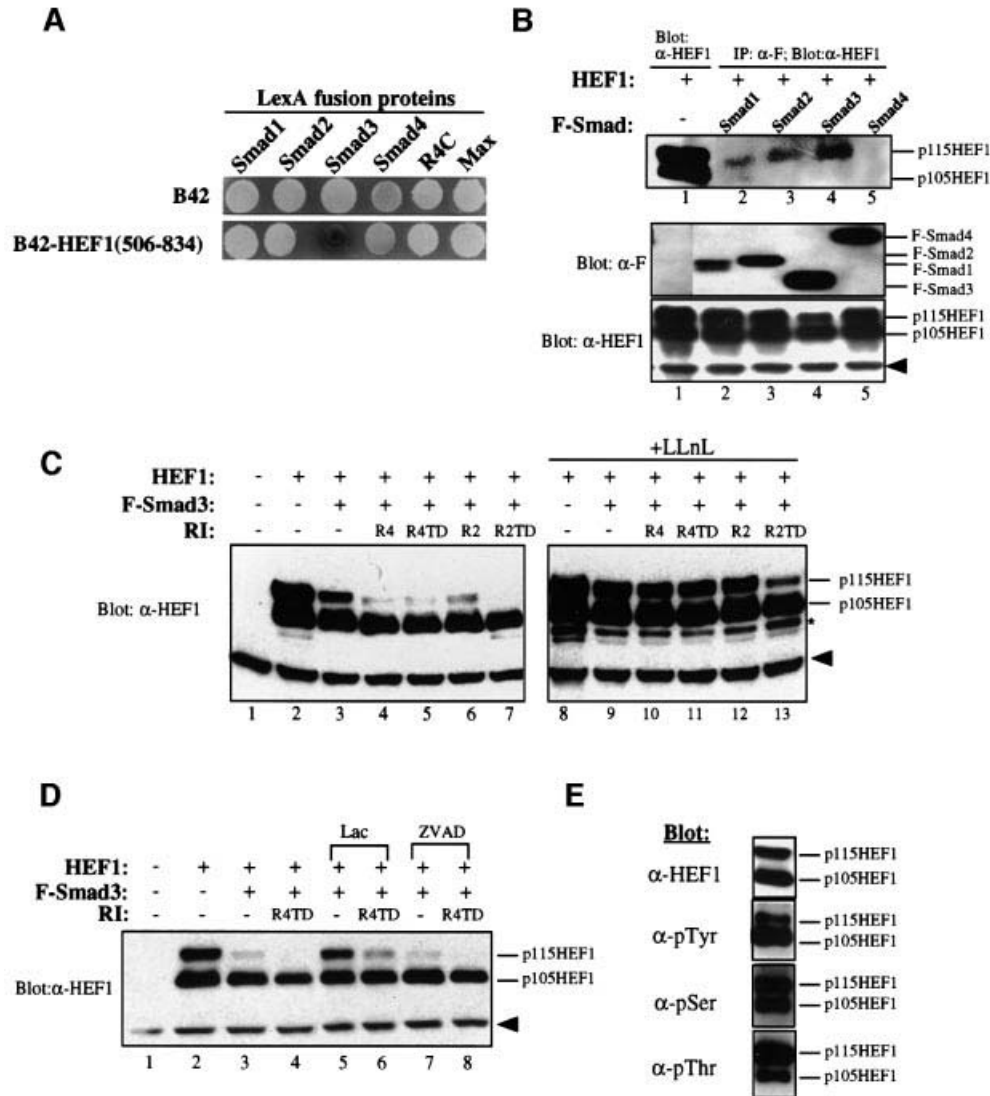 A
LexA fusion proteins
Smad1 Smad2 Smad3 Smad4 R4C Max
B42
B42-HEF1(506-834)
B
Blot: α-HEF1
IP: α-F; Blot:α-HEF1
HEF1: + + + + +
F-Smad: - Smad1 Smad2 Smad3 Smad4
p115HEF1
p105HEF1
1 2 3 4 5
Blot: α-F
F-Smad4
F-Smad2
F-Smad1
F-Smad3
Blot: α-HEF1
p115HEF1
p105HEF1
1 2 3 4 5
C
+LLnL
HEF1: - + + + + + + + + + + + +
F-Smad3: - - + + + + + - + + + + +
RI: - - - R4 R4TD R2 R2TD - - R4 R4TD R2 R2TD
Blot: α-HEF1
p115HEF1
p105HEF1
*
1 2 3 4 5 6 7 8 9 10 11 12 13
D
Lac ZVAD
HEF1: - + + + + + + +
F-Smad3: - - + + + + + +
RI: - - - R4TD - R4TD - R4TD
Blot:α-HEF1
p115HEF1
p105HEF1
1 2 3 4 5 6 7 8
E
Blot:
α-HEF1
p115HEF1
p105HEF1
α-pTyr
p115HEF1
p105HEF1
α-pSer
p115HEF1
p105HEF1
α-pThr
p115HEF1
p105HEF1